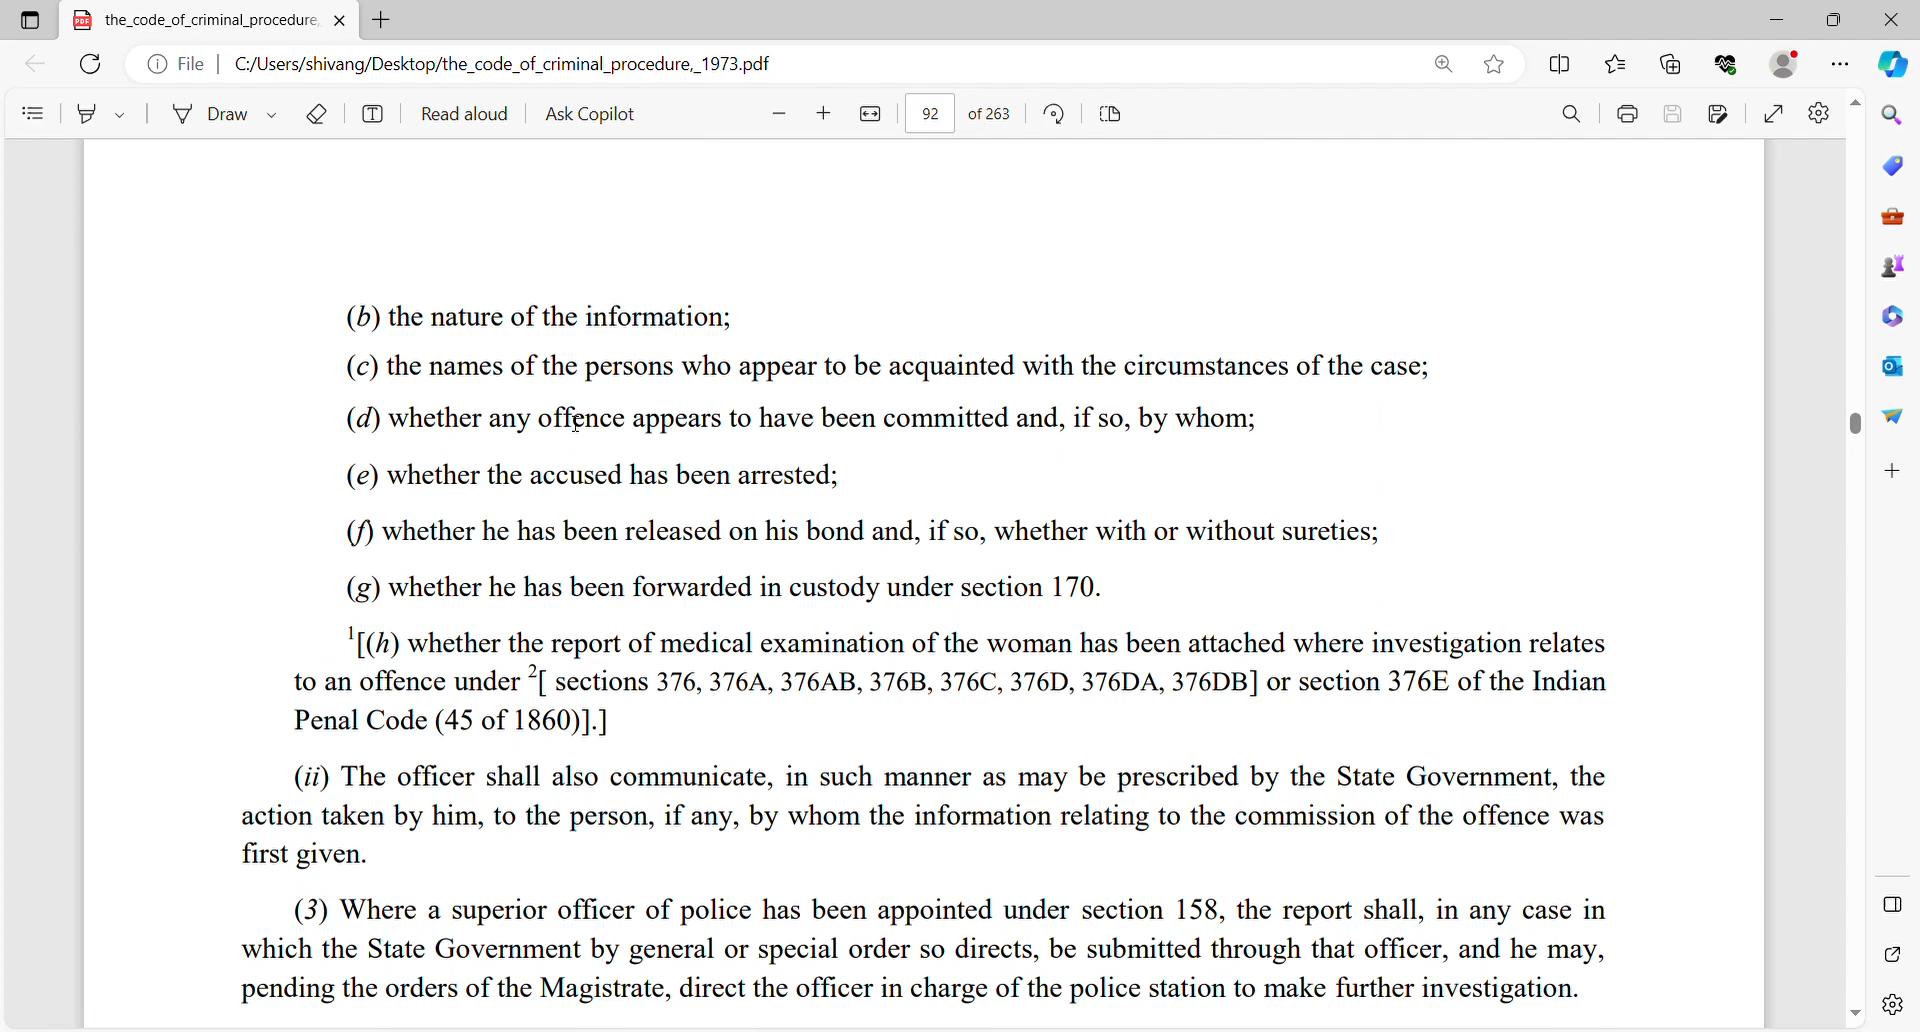 the_code_of_criminal_procedure,
File C:/Users/shivang/Desktop/the_code_of_criminal_procedure,_1973.pdf
Draw Read aloud Ask Copilot 92 of 263
(b) the nature of the information;
(c) the names of the persons who appear to be acquainted with the circumstances of the case;
(d) whether any offence appears to have been committed and, if so, by whom;
(e) whether the accused has been arrested;
(f) whether he has been released on his bond and, if so, whether with or without sureties;
(g) whether he has been forwarded in custody under section 170.
1[(h) whether the report of medical examination of the woman has been attached where investigation relates
to an offence under 2[ sections 376, 376A, 376AB, 376B, 376C, 376D, 376DA, 376DB] or section 376E of the Indian
Penal Code (45 of 1860)].]
(ii) The officer shall also communicate, in such manner as may be prescribed by the State Government, the
action taken by him, to the person, if any, by whom the information relating to the commission of the offence was
first given.
(3) Where a superior officer of police has been appointed under section 158, the report shall, in any case in
which the State Government by general or special order so directs, be submitted through that officer, and he may,
pending the orders of the Magistrate, direct the officer in charge of the police station to make further investigation.